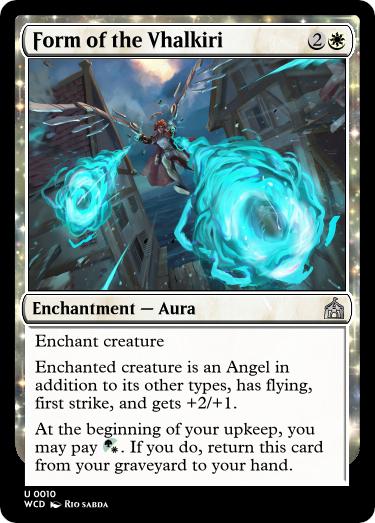 Form of the Vhalkiri 2
Enchantment — Aura
Enchant creature
Enchanted creature is an Angel in
addition to its other types, has flying,
first strike, and gets +2/+1.
At the beginning of your upkeep, you
may pay . If you do, return this card
from your graveyard to your hand.
U 0010
WCD Rio Sabda